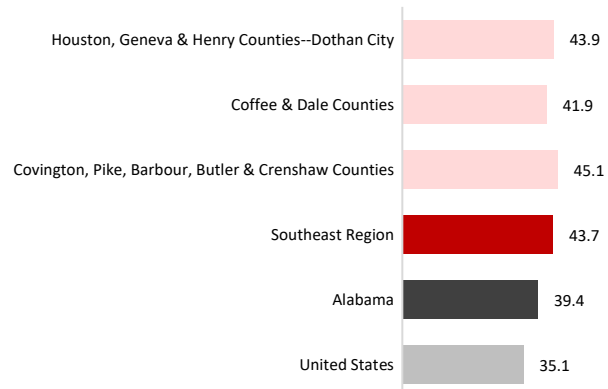 Houston, Geneva & Henry Counties--Dothan City 43.9
Coffee & Dale Counties 41.9
Covington, Pike, Barbour, Butler & Crenshaw Counties 45.1
Southeast Region 43.7
Alabama 39.4
United States 35.1